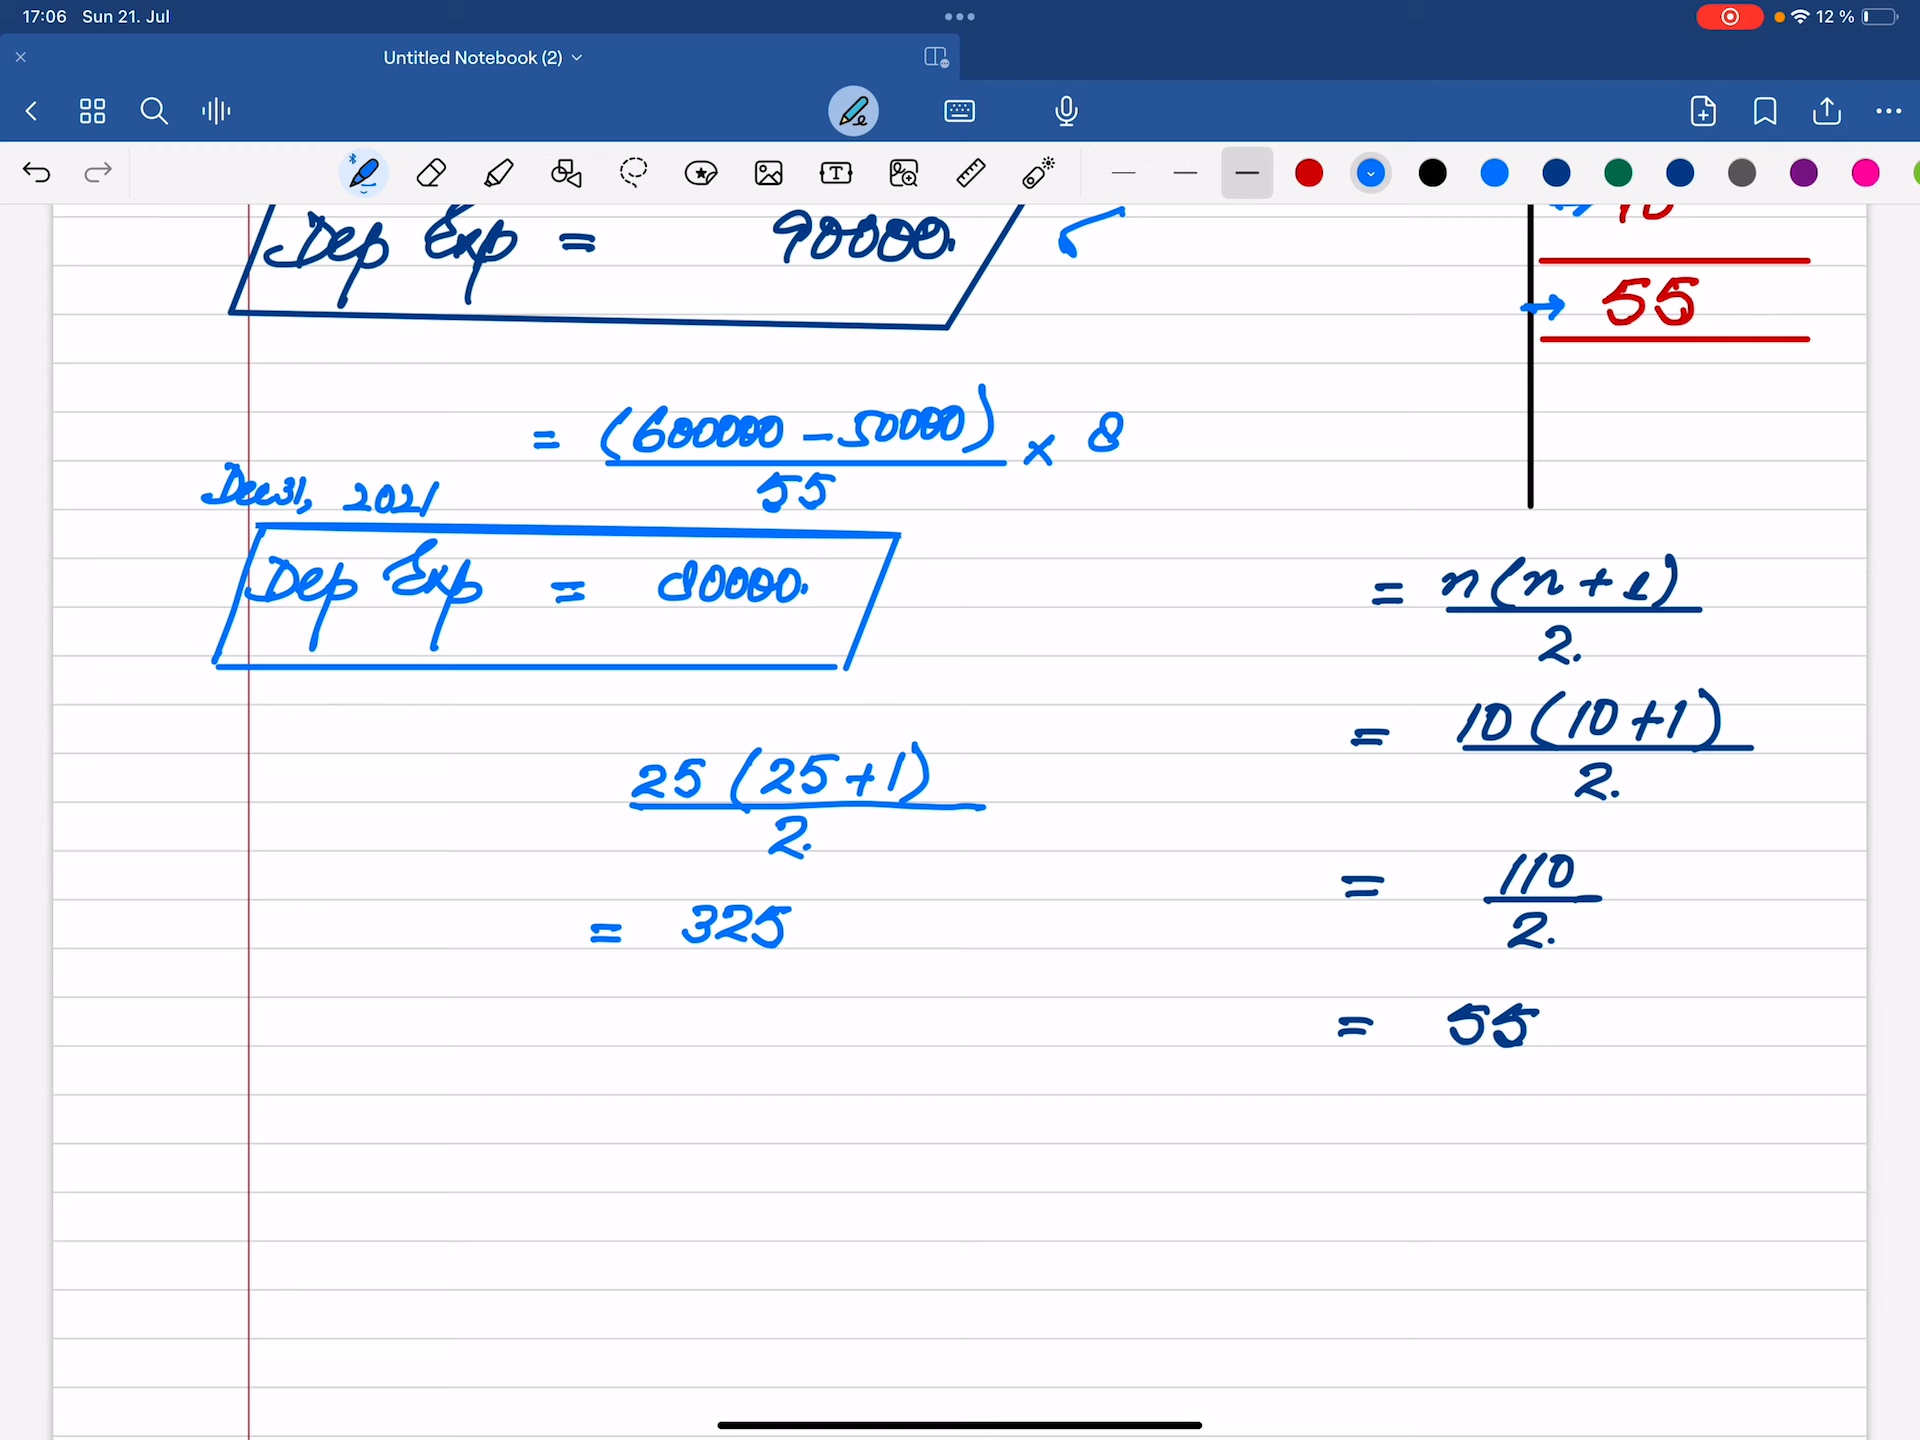 17:06 Sun 21. Jul
12 %
Untitled Notebook (2)
Dep Exp = 90000.
10
55
= (600000 - 50000) × 8
55
Dec 31, 2021
Dep Exp = 80000.
= n(n+1)
2.
= 10(10+1)
2.
25(25+1)
2.
= 110
2.
= 325
= 55